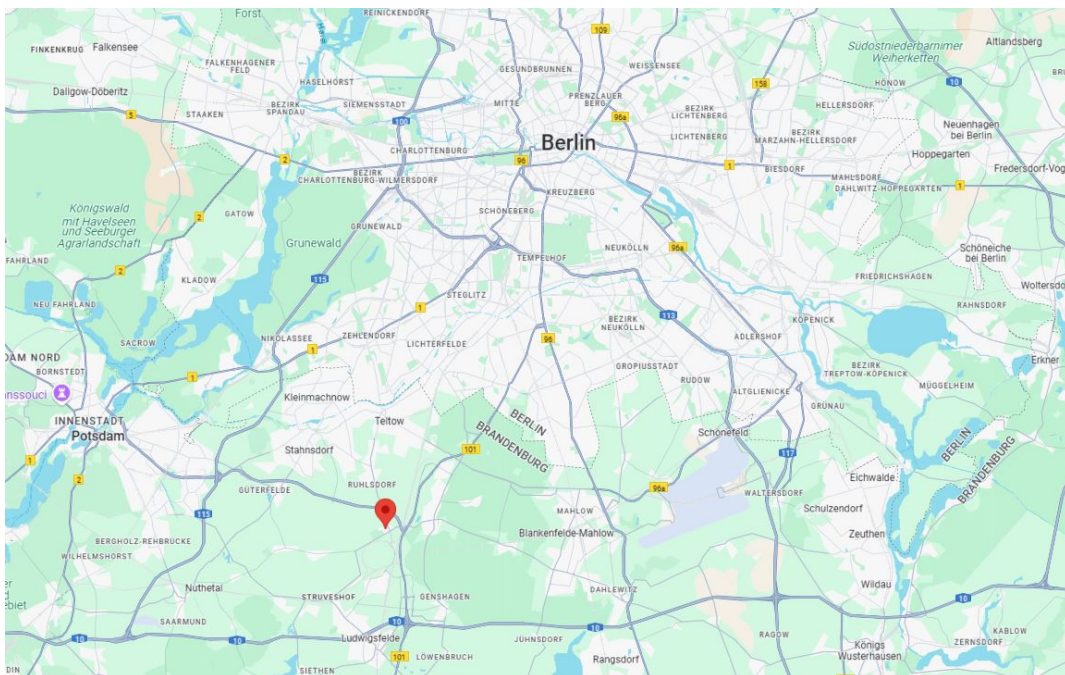 Forst
REINICKENDORF
109
Altlandsberg
FINKENKRUG
Falkensee
FALKENHAGENER
FELD
HASELHORST
GESUNDBRUNNEN
WEISSENSEE
Südostniederbarnimer
Weiherketten
Dallgow-Döberitz
BEZIRK
SPANDAU
SIEMENSSTADT
MITTE
PRENZLAUER
BERG
158
HÖNOW
10
STAAKEN
5
100
96a
BEZIRK
LICHTENBERG
HELLERSDORF
Neuenhagen
bei Berlin
LICHTENBERG
BEZIRK
MARZAHN-HELLERSDORF
Berlin
CHARLOTTENBURG
2
96
1
BIESDORF
Hoppegarten
BEZIRK
CHARLOTTENBURG-WILMERSDORF
MAHLSDORF
Fredersdorf-Vog
KREUZBERG
DAHLWITZ-HOPPEGARTEN
1
Königswald
mit Havelseen
und Seeburger
Agrarlandschaft
2
GATOW
SCHÖNEBERG
GRUNEWALD
Grunewald
NEUKÖLLN
96a
Schöneiche
bei Berlin
FAHRLAND
2
KLADOW
115
TEMPELHOF
FRIEDRICHSHAGEN
Woltersdo
NEU FAHRLAND
STEGLITZ
1
RAHNSDORF
113
KÖPENICK
SACROW
NIKOLASSEE
ZEHLENDORF
LICHTERFELDE
BEZIRK
NEUKÖLLN
ADLERSHOF
96
1
DAM NORD
BORNSTEDT
GROPIUSSTADT
BEZIRK
TREPTOW-KÖPENICK
Erkner
1
RUDOW
MÜGGELHEIM
anssouci
Kleinmachnow
ALTGLIENICKE
GRÜNAU
INNENSTADT
Potsdam
Teltow
BERLIN
BRANDENBURG
Schönefeld
BERLIN
BRANDENBURG
Stahnsdorf
101
117
1
2
GÜTERFELDE
RUHLSDORF
96a
WALTERSDORF
Eichwalde
115
MAHLOW
Schulzendorf
Blankenfelde-Mahlow
Zeuthen
BERGHOLZ-REHBRÜCKE
WILHELMSHORST
Nuthetal
STRUVESHOF
GENSHAGEN
DAHLEWITZ
Wildau
10
10
SAARMUND
10
10
10
KABLOW
Ludwigsfelde
JÜHNSDORF
RAGOW
Königs
Wusterhausen
ZERNSDORF
101
LÖWENBRUCH
Rangsdorf
SIETHEN